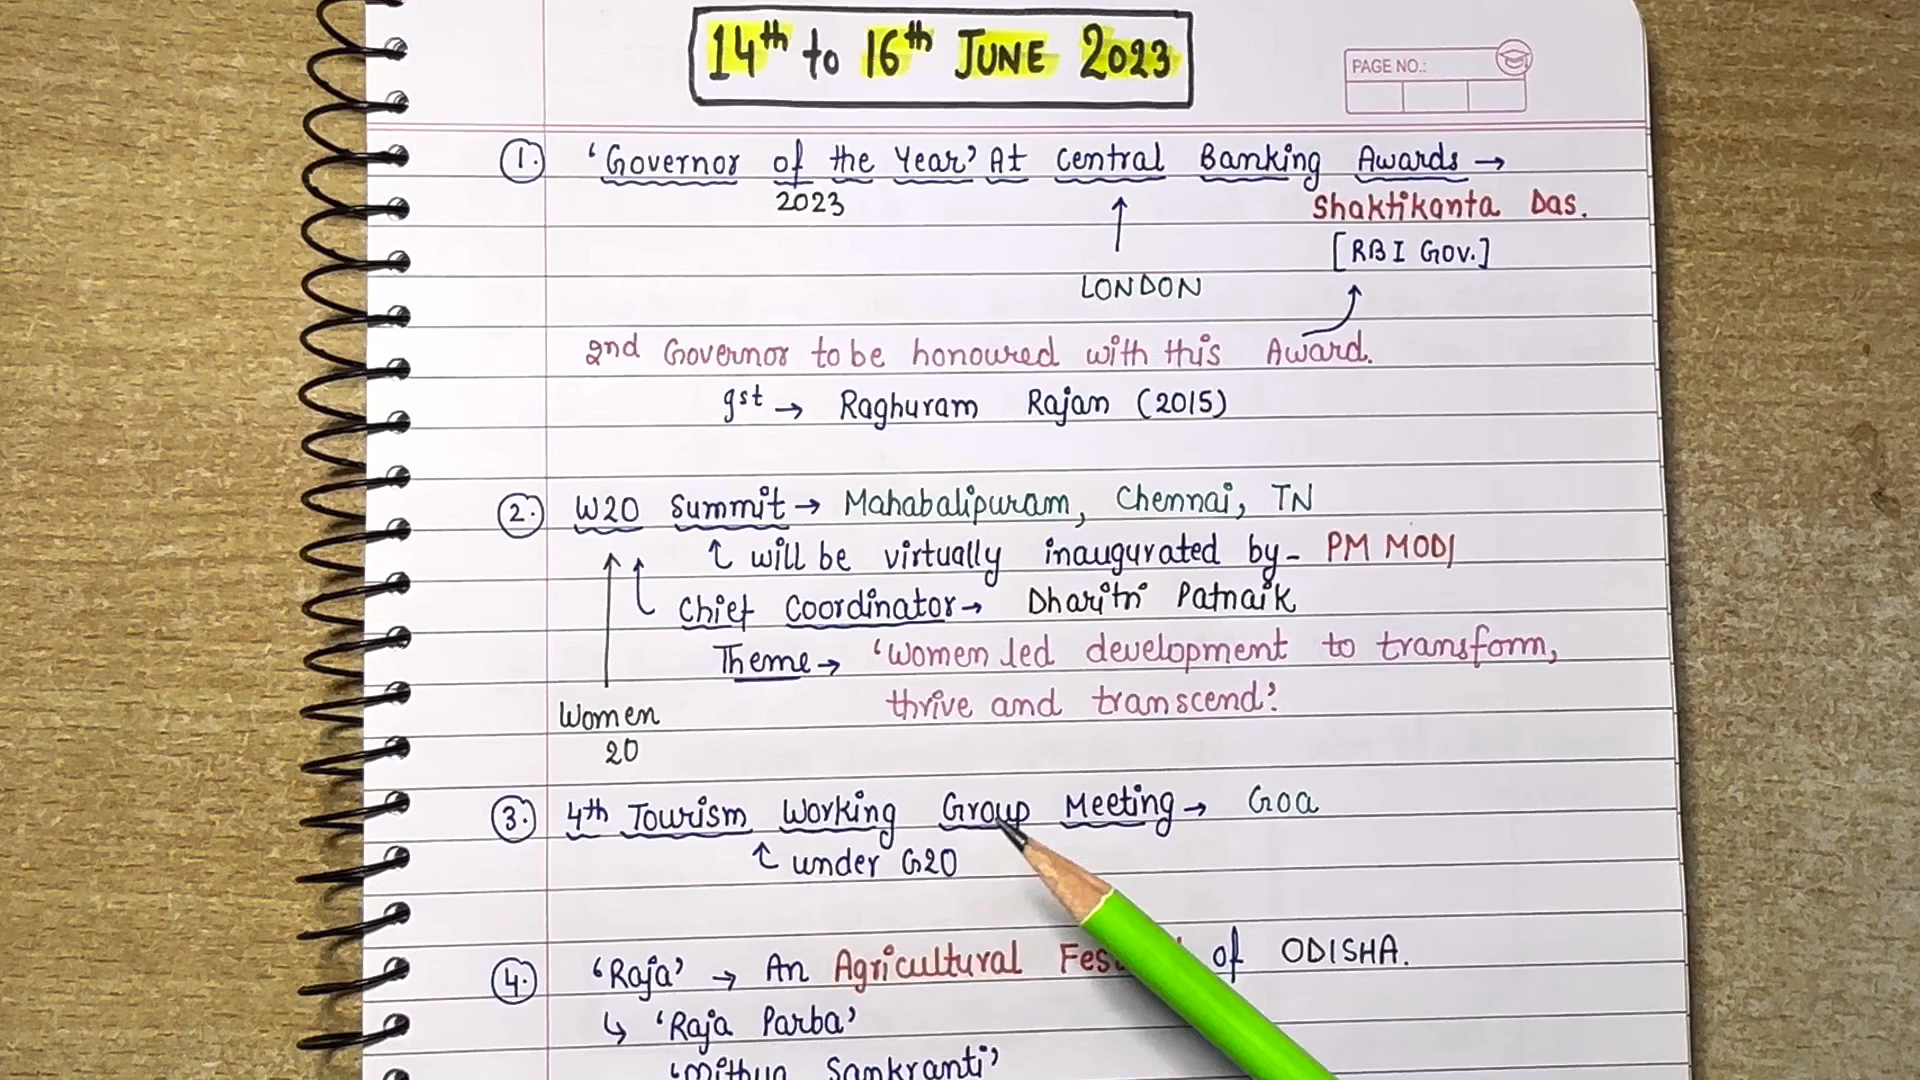 14th to 16th JUNE 2023
PAGE NO.:
1. 'Governor of the Year' At Central Banking Awards →
2023
Shaktikanta Das.
↑
[RBI Gov.]
LONDON
2nd Governor to be honoured with this Award.
gst → Raghuram Rajan (2015)
2. W20 Summit → Mahabalipuram, Chennai, TN
will be virtually inaugurated by- PM MODI
Chief Coordinator → Dharitri Patnaik
Theme → 'Women led development to transform,
thrive and transcend.'
Women
20
3. 4th Tourism Working Group Meeting → Goa
under G20
4. 'Raja' → An Agricultural of ODISHA.
↳ 'Raja Parba'
'Mithun Sankranti'